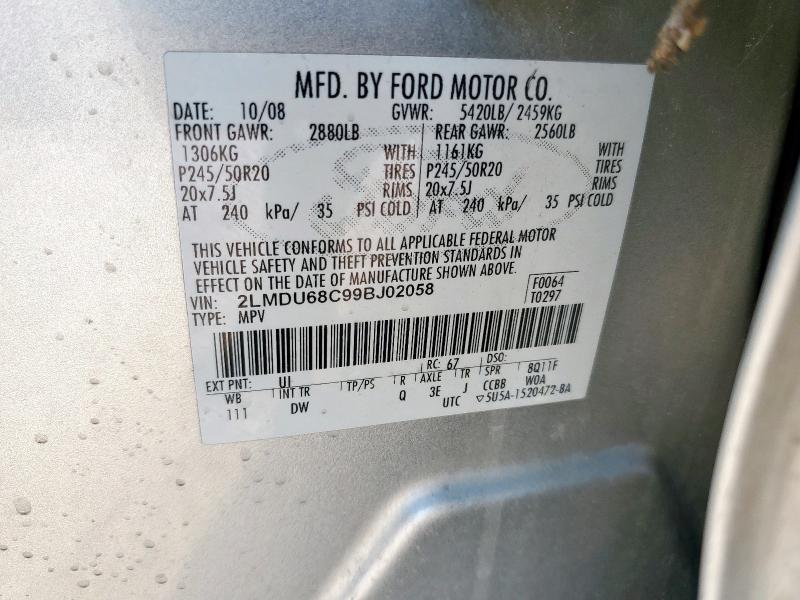 MFD. BY FORD MOTOR CO.
DATE: 10/08 GVWR: 5420LB/ 2459KG
FRONT GAWR: 2880LB REAR GAWR: 2560LB
1306KG WITH 1161KG WITH
P245/50R20 TIRES P245/50R20 TIRES
20x7.5J RIMS 20x7.5J RIMS
AT 240 kPa/ 35 PSI COLD AT 240 kPa/ 35 PSI COLD
THIS VEHICLE CONFORMS TO ALL APPLICABLE FEDERAL MOTOR
VEHICLE SAFETY AND THEFT PREVENTION STANDARDS IN
EFFECT ON THE DATE OF MANUFACTURE SHOWN ABOVE.
VIN: 2LMDU68C99BJ02058 F0064
TYPE: MPV T0297
EXT PNT: UI RC: 67 DSO:
WB INT TR TP/PS R AXLE TR SPR 8Q11F
111 DW Q 3E J CCBB WOA
UTC ▽5U5A-1520472-BA